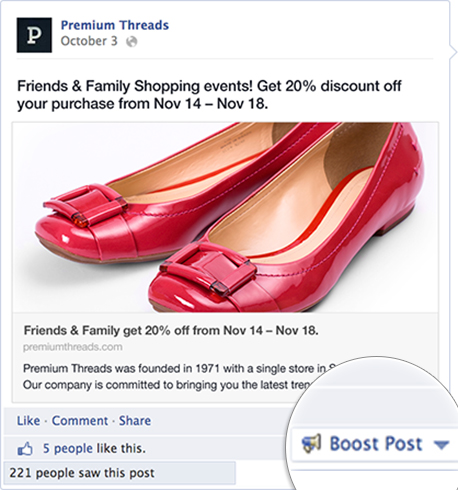 P
Premium Threads
October 3
Friends & Family Shopping events! Get 20% discount off
your purchase from Nov 14 – Nov 18.
Friends & Family get 20% off from Nov 14 – Nov 18.
premiumthreads.com
Premium Threads was founded in 1971 with a single store in
Our company is committed to bringing you the latest
Like · Comment · Share
5 people like this.
221 people saw this post
Boost Post